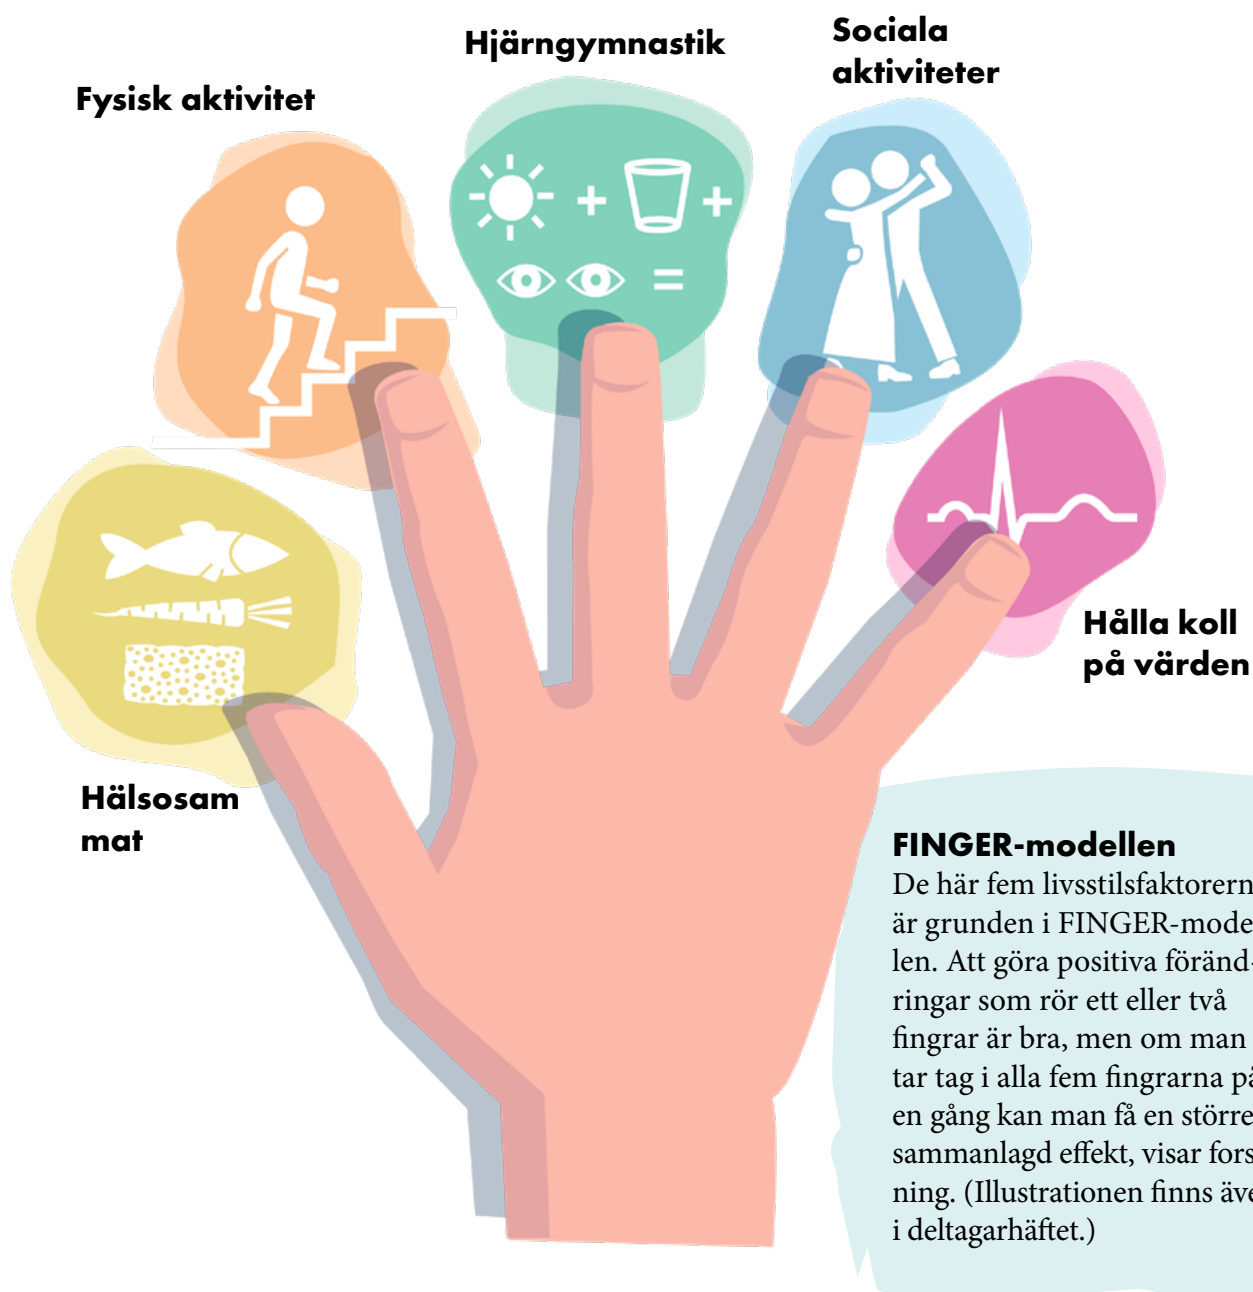 Hjärngymnastik
Sociala
aktiviteter
Fysisk aktivitet
Hålla koll
på värden
Hälsosam
mat
FINGER-modellen
De här fem livsstilsfaktorern
är grunden i FINGER-mode
len. Att göra positiva föränd-
ringar som rör ett eller två
fingrar är bra, men om man
tar tag i alla fem fingrarna på
en gång kan man få en större
sammanlagd effekt, visar fors
ning. (Illustrationen finns äve
i deltagarhäftet.)